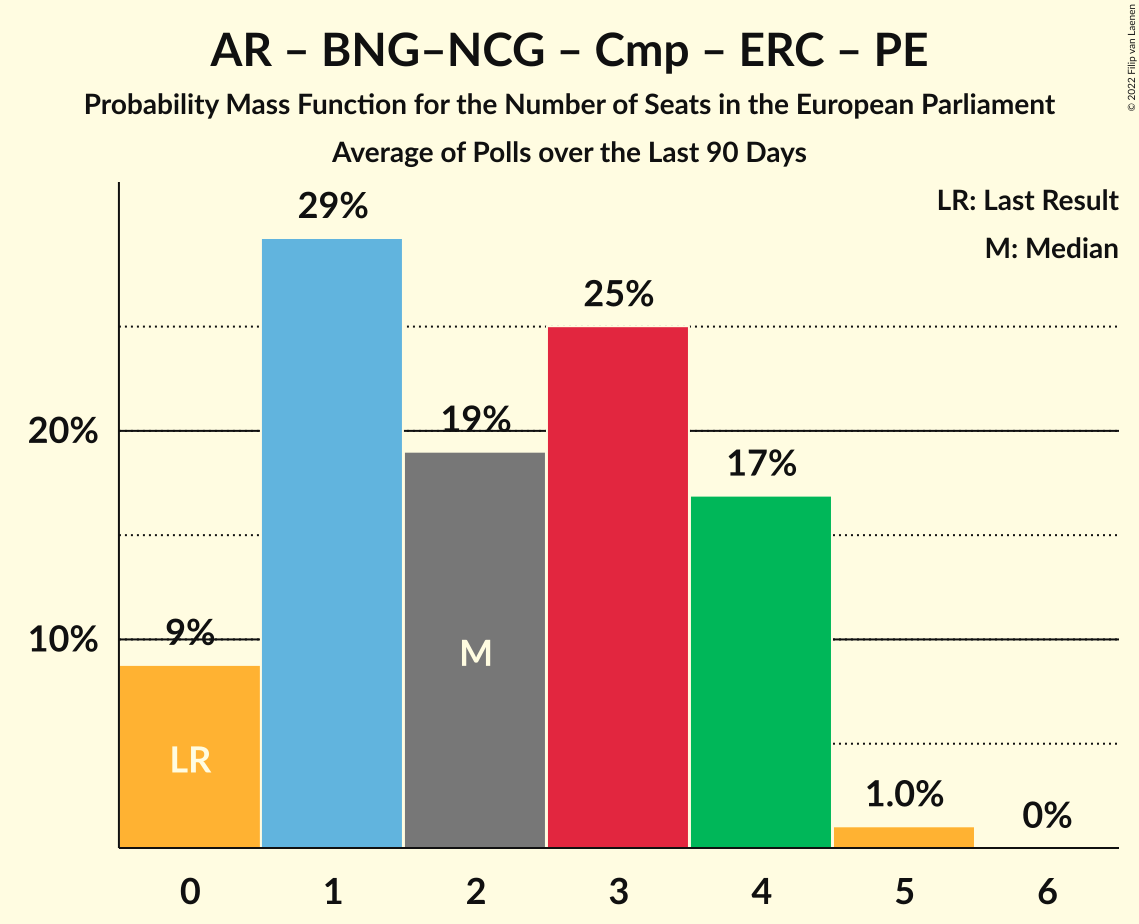 AR – BNG–NCG – Cmp – ERC – PE
Probability Mass Function for the Number of Seats in the European Parliament
Average of Polls over the Last 90 Days
© 2022 Filip van Laenen
LR: Last Result
M: Median
29%
25%
20%
19%
17%
10%
9%
M
LR
1.0%
0%
0 1 2 3 4 5 6